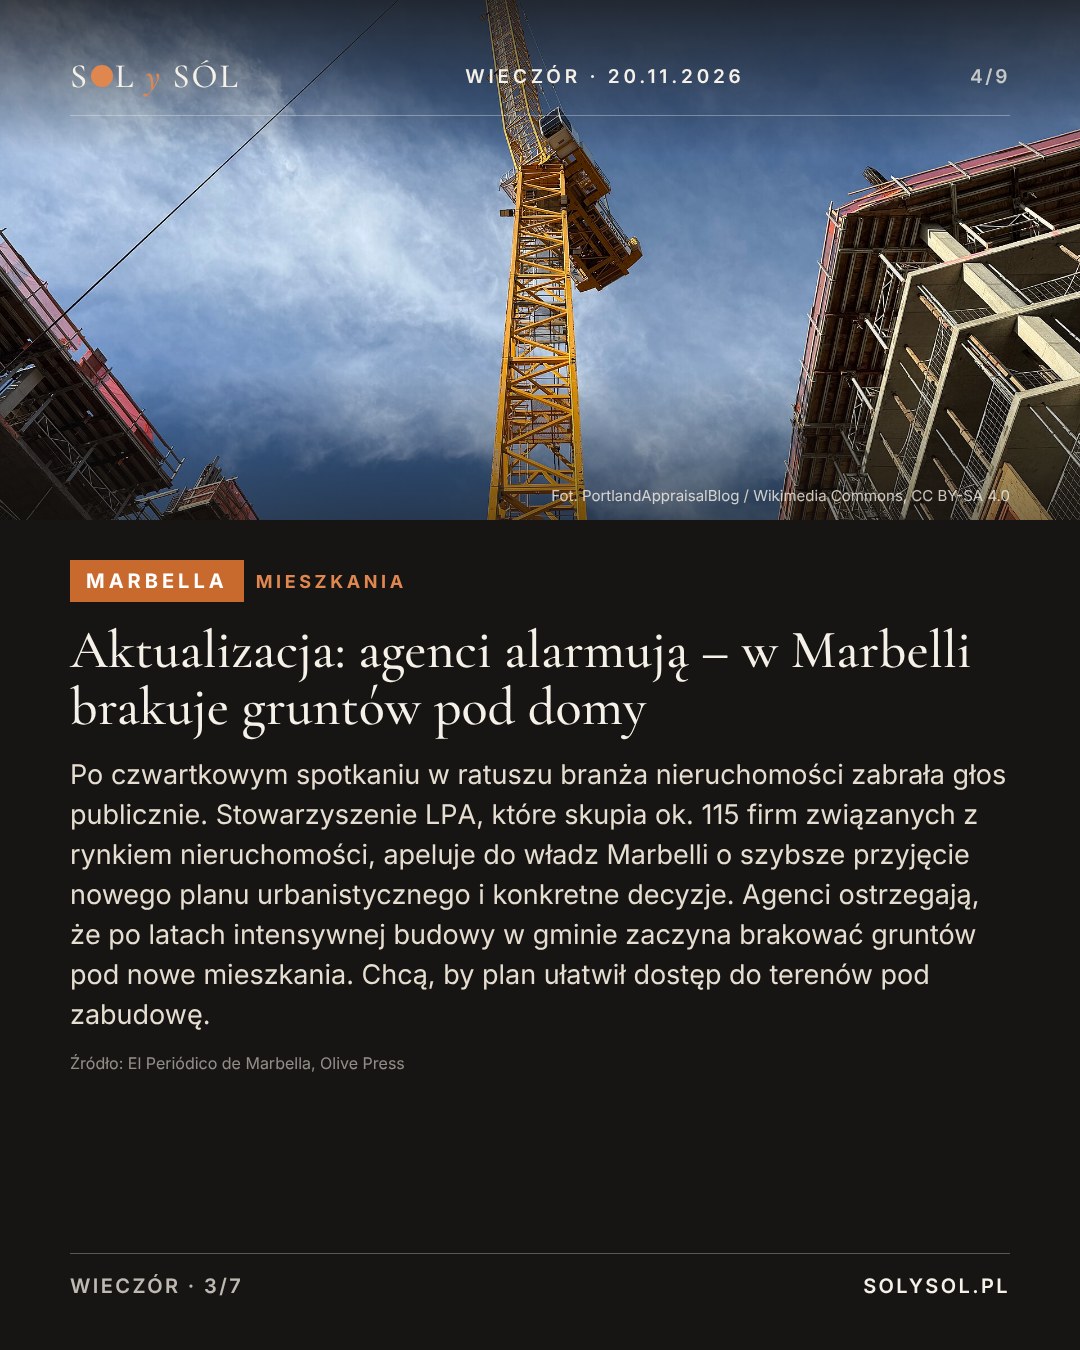 SOL y SÓL
WIECZÓR · 20.11.2026
4/9
Fot. PortlandAppraisalBlog / Wikimedia Commons, CC BY-SA 4.0
MARBELLA
MIESZKANIA
Aktualizacja: agenci alarmują – w Marbelli
brakuje gruntów pod domy
Po czwartkowym spotkaniu w ratuszu branża nieruchomości zabrała głos
publicznie. Stowarzyszenie LPA, które skupia ok. 115 firm związanych z
rynkiem nieruchomości, apeluje do władz Marbelli o szybsze przyjęcie
nowego planu urbanistycznego i konkretne decyzje. Agenci ostrzegają,
że po latach intensywnej budowy w gminie zaczyna brakować gruntów
pod nowe mieszkania. Chcą, by plan ułatwił dostęp do terenów pod
zabudowę.
Źródło: El Periódico de Marbella, Olive Press
WIECZÓR · 3/7
SOLYSOL.PL